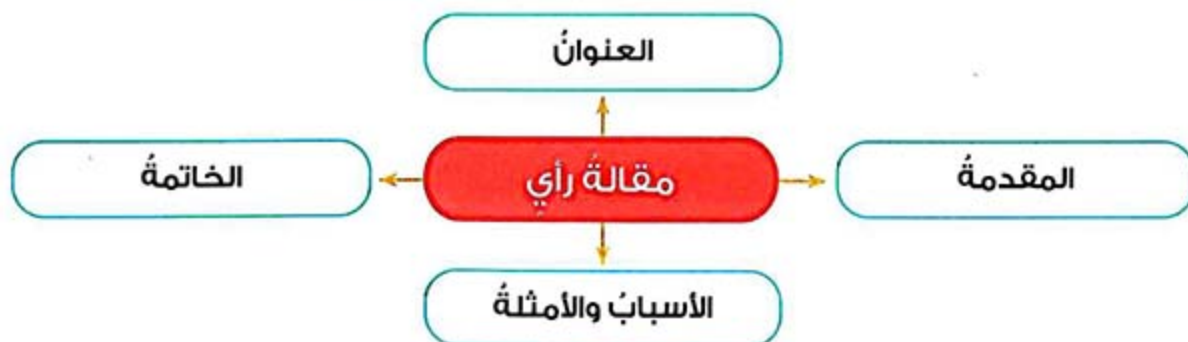 العنوانُ
المقدمةُ
مقالةُ رأيٍ
الخاتمةُ
الأسبابُ والأمثلةُ